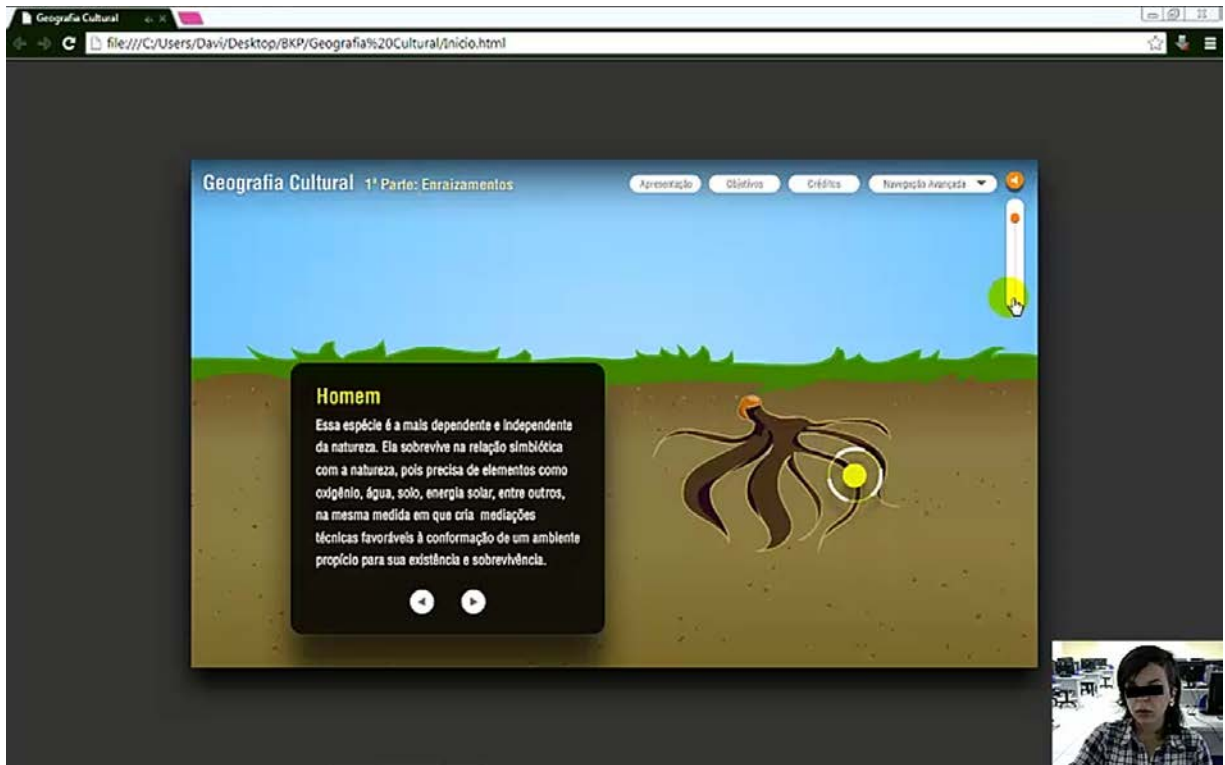 Geografia Cultural
file:///C:/Users/Davi/Desktop/BKP/Geografia%20Cultural/Inicio.html
Geografia Cultural 1ª Parte: Enraizamentos
Apresentação Objetivos Créditos Navegação Avançada
Homem
Essa espécie é a mais dependente e independente
da natureza. Ela sobrevive na relação simbiótica
com a natureza, pois precisa de elementos como
oxigênio, água, solo, energia solar, entre outros,
na mesma medida em que cria mediações
técnicas favoráveis à conformação de um ambiente
propício para sua existência e sobrevivência.